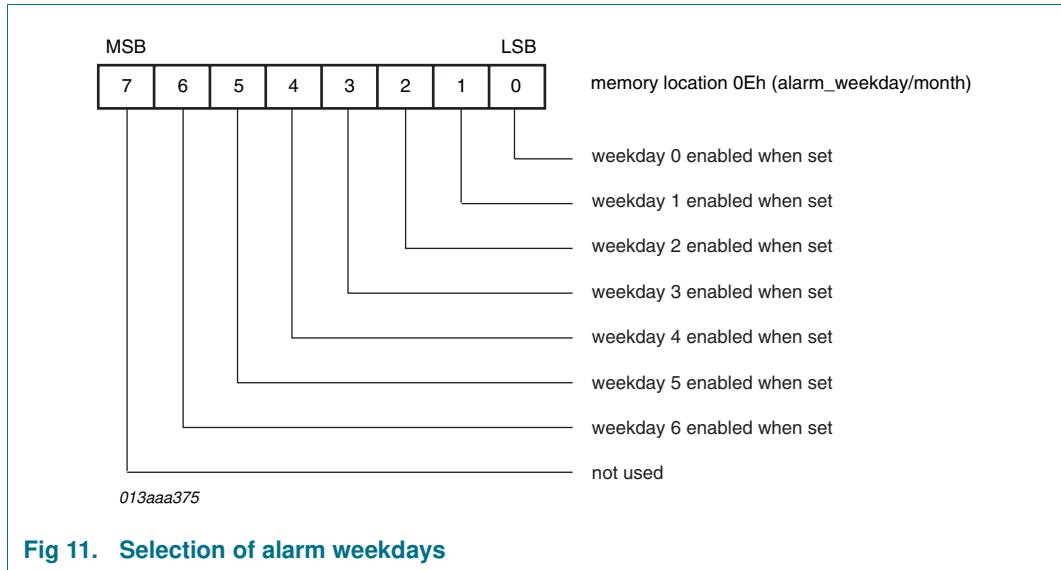 MSB LSB
7 6 5 4 3 2 1 0 memory location 0Eh (alarm_weekday/month)
weekday 0 enabled when set
weekday 1 enabled when set
weekday 2 enabled when set
weekday 3 enabled when set
weekday 4 enabled when set
weekday 5 enabled when set
weekday 6 enabled when set
not used
013aaa375
Fig 11. Selection of alarm weekdays